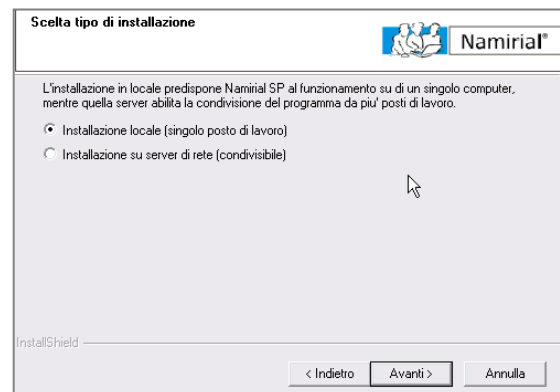 Scelta tipo di installazione
Namirial®
L'installazione in locale predispone Namirial SP al funzionamento su di un singolo computer,
mentre quella server abilita la condivisione del programma da piu' posti di lavoro.
Installazione locale (singolo posto di lavoro)
Installazione su server di rete (condivisibile)
InstallShield
< Indietro
Avanti >
Annulla